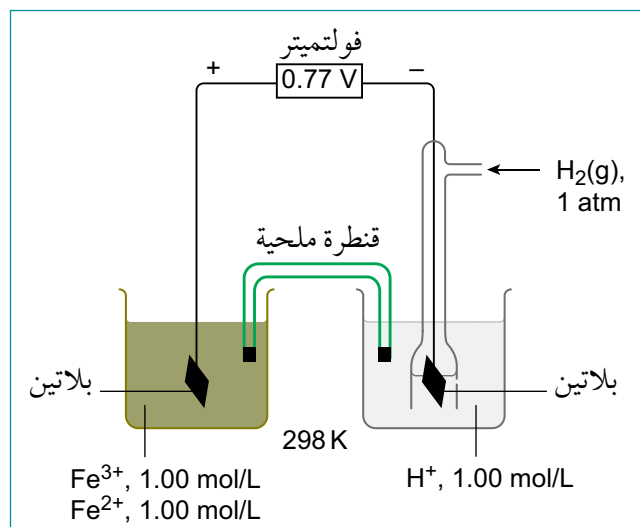 فولتميتر
+ 0.77 V –
H₂(g),
1 atm
قنطرة ملحية
بلاتين
بلاتين
298 K
Fe³⁺, 1.00 mol/L
Fe²⁺, 1.00 mol/L
H⁺, 1.00 mol/L